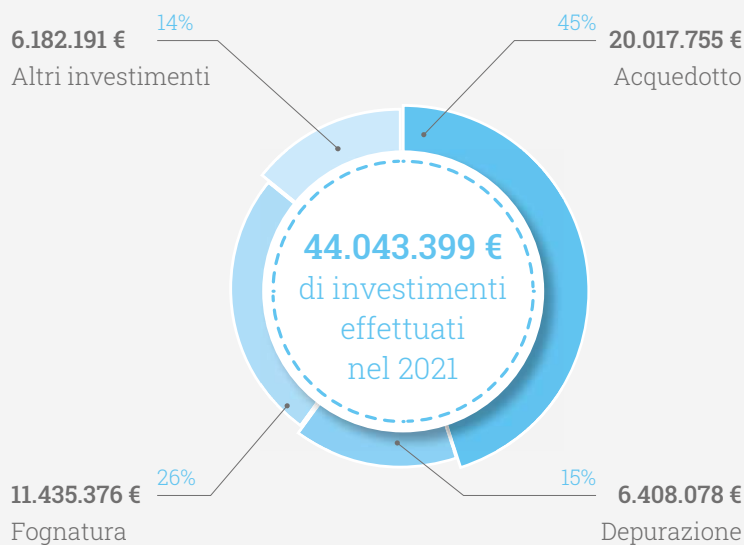 14%
6.182.191 €
Altri investimenti
45%
20.017.755 €
Acquedotto
44.043.399 €
di investimenti
effettuati
nel 2021
26%
11.435.376 €
Fognatura
15%
6.408.078 €
Depurazione